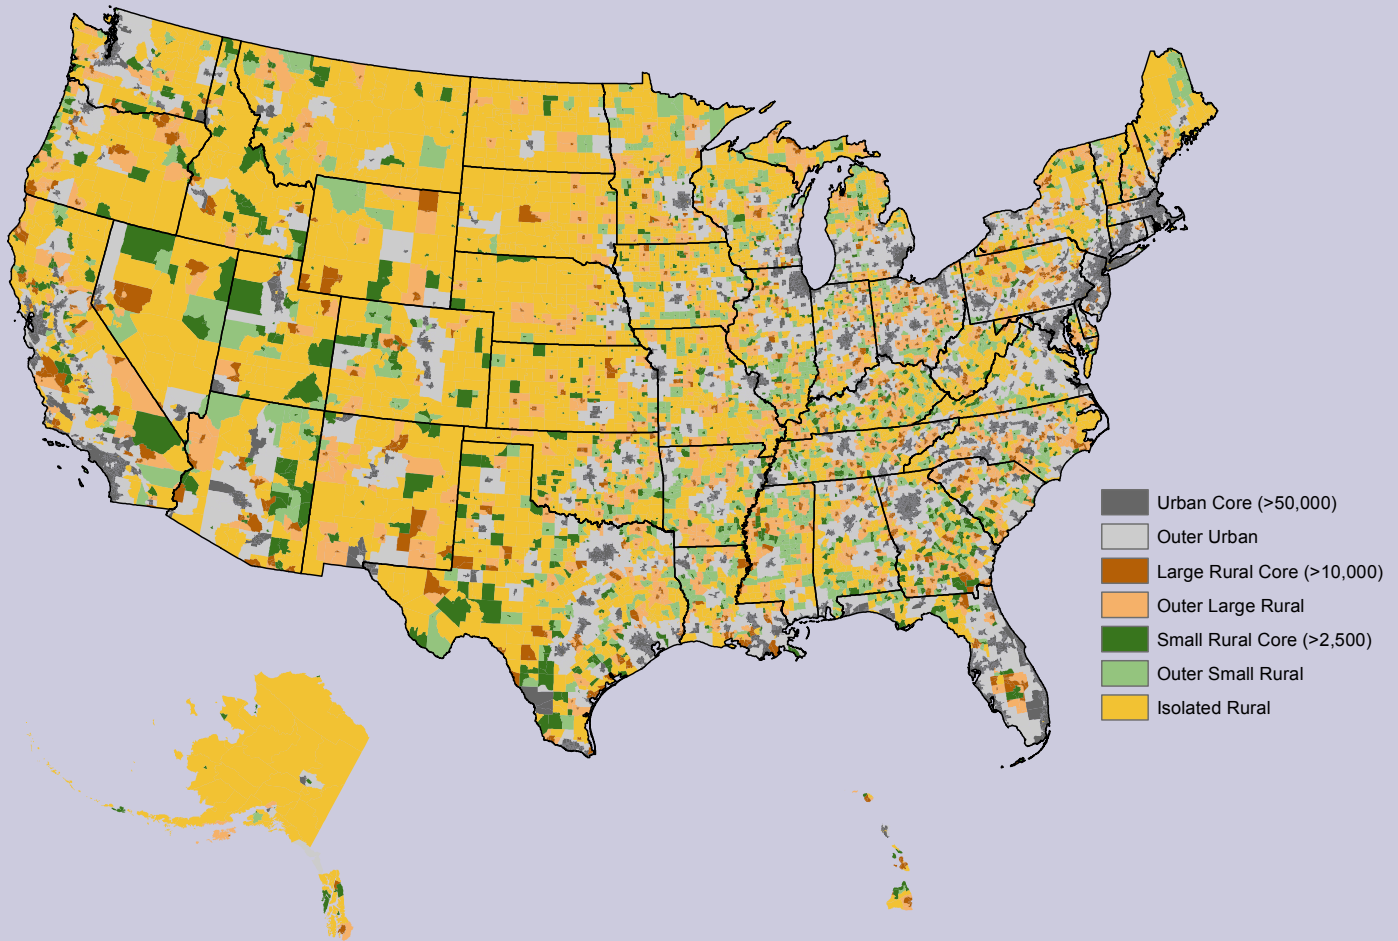 Urban Core (>50,000)
Outer Urban
Large Rural Core (>10,000)
Outer Large Rural
Small Rural Core (>2,500)
Outer Small Rural
Isolated Rural